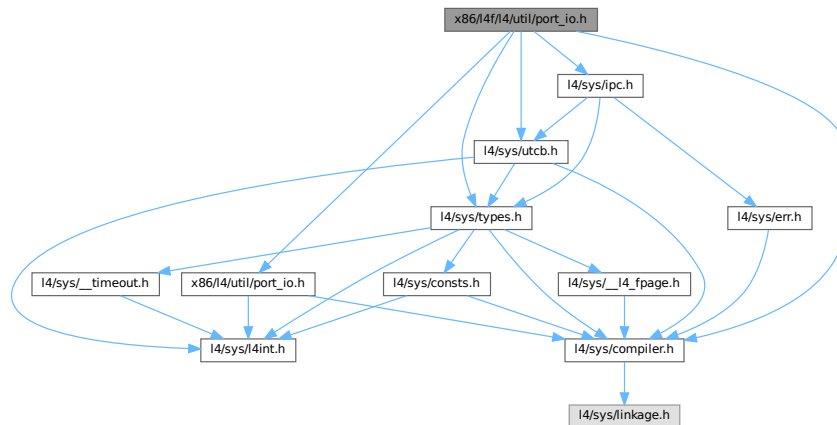 x86/l4f/l4/util/port_io.h
l4/sys/ipc.h
l4/sys/utcb.h
l4/sys/types.h
l4/sys/err.h
l4/sys/__timeout.h
x86/l4/util/port_io.h
l4/sys/consts.h
l4/sys/__l4_fpage.h
l4/sys/l4int.h
l4/sys/compiler.h
l4/sys/linkage.h